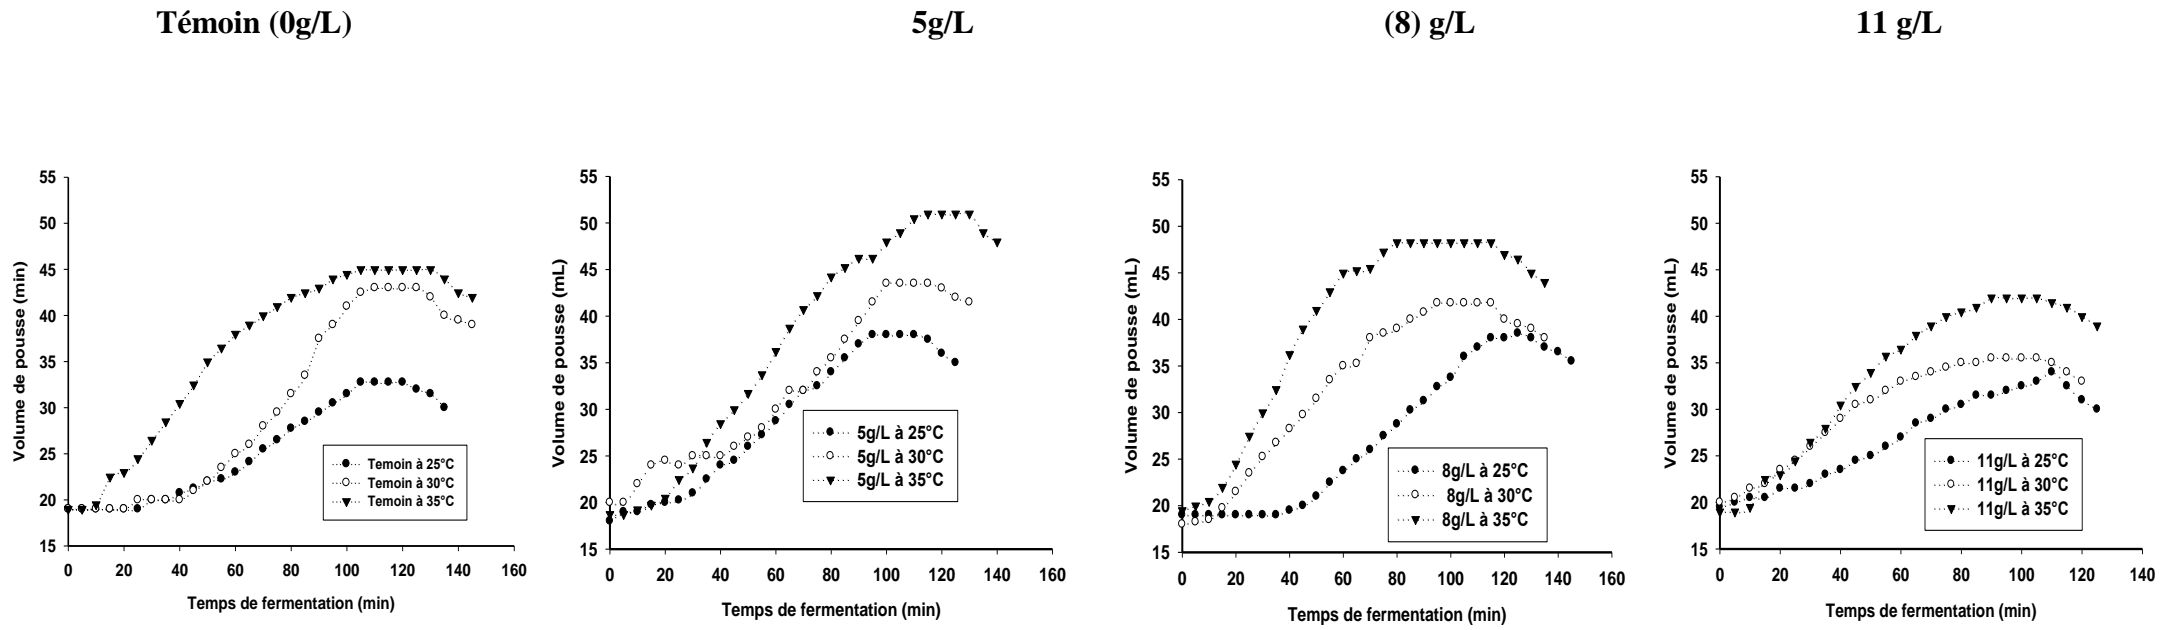 Témoin (0g/L)
5g/L
(8) g/L
11 g/L
Volume de pousse (min)
55
50
45
40
35
30
25
20
15
Temoin à 25°C
Temoin à 30°C
Temoin à 35°C
0 20 40 60 80 100 120 140 160
Temps de fermentation (min)
Volume de pousse (mL)
55
50
45
40
35
30
25
20
15
5g/L à 25°C
5g/L à 30°C
5g/L à 35°C
0 20 40 60 80 100 120 140 160
Temps de fermentation (min)
Volume de pousse (mL)
55
50
45
40
35
30
25
20
15
8g/L à 25°C
8g/L à 30°C
8g/L à 35°C
0 20 40 60 80 100 120 140 160
Temps de fermentation (min)
Volume de pousse (mL)
55
50
45
40
35
30
25
20
15
11g/L à 25°C
11g/L à 30°C
11g/L à 35°C
0 20 40 60 80 100 120 140
Temps de fermentation (min)